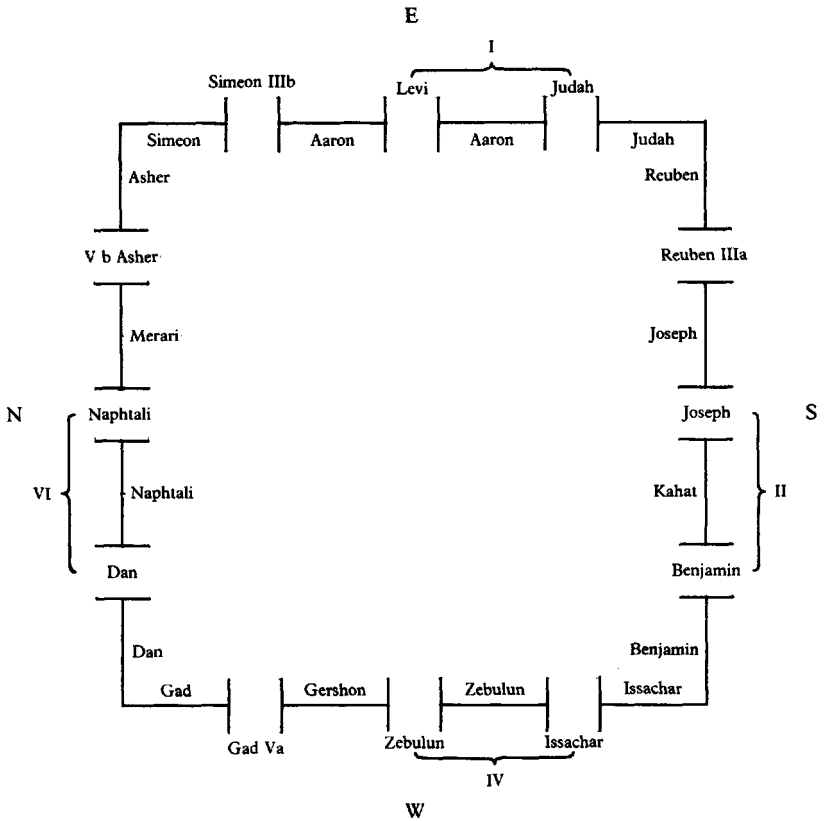 E
I
Simeon IIIb
Levi
Judah
Simeon
Aaron
Aaron
Judah
Asher
Reuben
V b Asher
Reuben IIIa
Merari
Joseph
N
Naphtali
Joseph
S
VI
Naphtali
Kahat
II
Dan
Benjamin
Dan
Benjamin
Gad
Gershon
Zebulun
Issachar
Gad Va
Zebulun
Issachar
IV
W